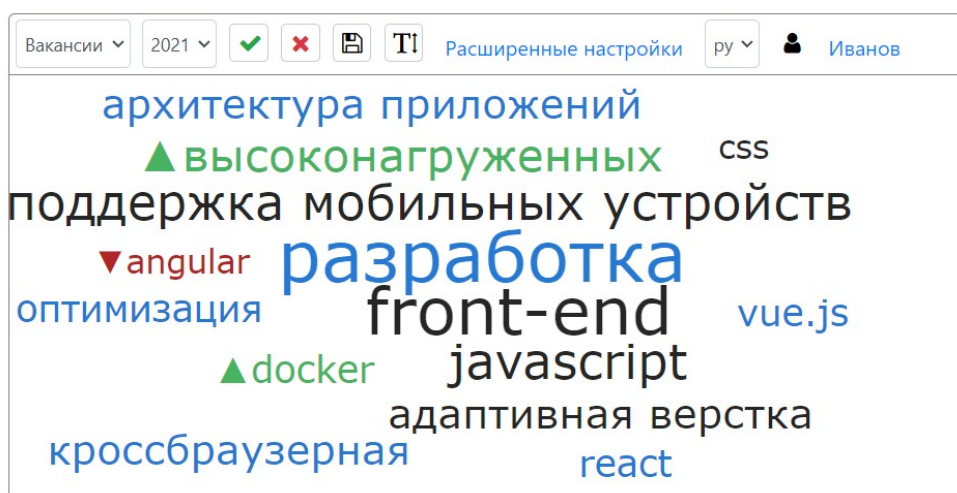 Вакансии 2021 T Расширенные настройки ру Иванов
архитектура приложений
▲высоконагруженных css
поддержка мобильных устройств
▼angular разработка
оптимизация front-end vue.js
▲docker javascript
адаптивная верстка
кроссбраузерная react